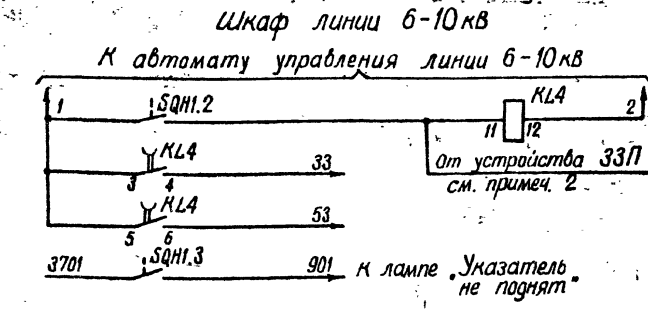 Шкаф линии 6-10кВ
К автомату управления линии 6-10кВ
1 SQH1.2 KL4 2
11 12
KL4 33 От устройства ЗЗП
3 4 см. примеч. 2
KL4 53
5 6
3701 SQH1.3 901 К лампе „Указатель
не поднят"